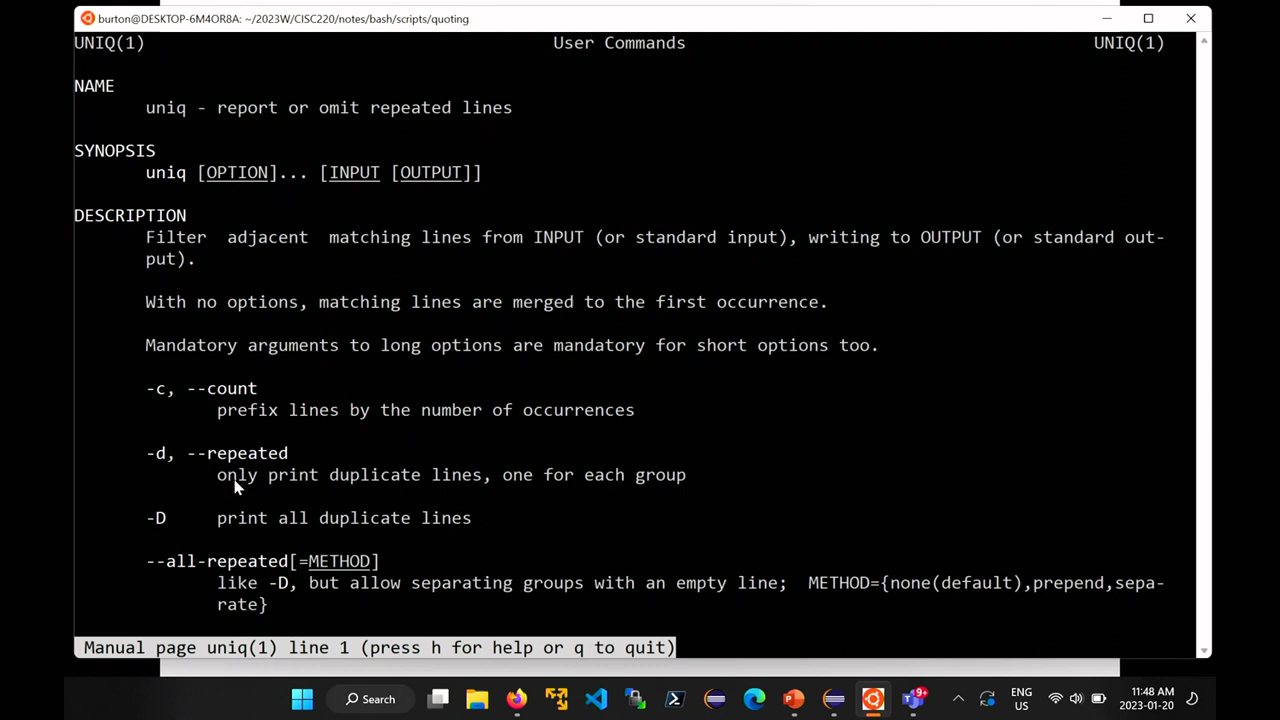 burton@DESKTOP-6M4OR8A: ~/2023W/CISC220/notes/bash/scripts/quoting
UNIQ(1) User Commands UNIQ(1)
NAME
uniq - report or omit repeated lines
SYNOPSIS
uniq [OPTION]... [INPUT [OUTPUT]]
DESCRIPTION
Filter adjacent matching lines from INPUT (or standard input), writing to OUTPUT (or standard out-
put).
With no options, matching lines are merged to the first occurrence.
Mandatory arguments to long options are mandatory for short options too.
-c, --count
prefix lines by the number of occurrences
-d, --repeated
only print duplicate lines, one for each group
-D print all duplicate lines
--all-repeated[=METHOD]
like -D, but allow separating groups with an empty line; METHOD={none(default),prepend,sepa-
rate}
Manual page uniq(1) line 1 (press h for help or q to quit)
Search
9+
ENG
US
11:48 AM
2023-01-20